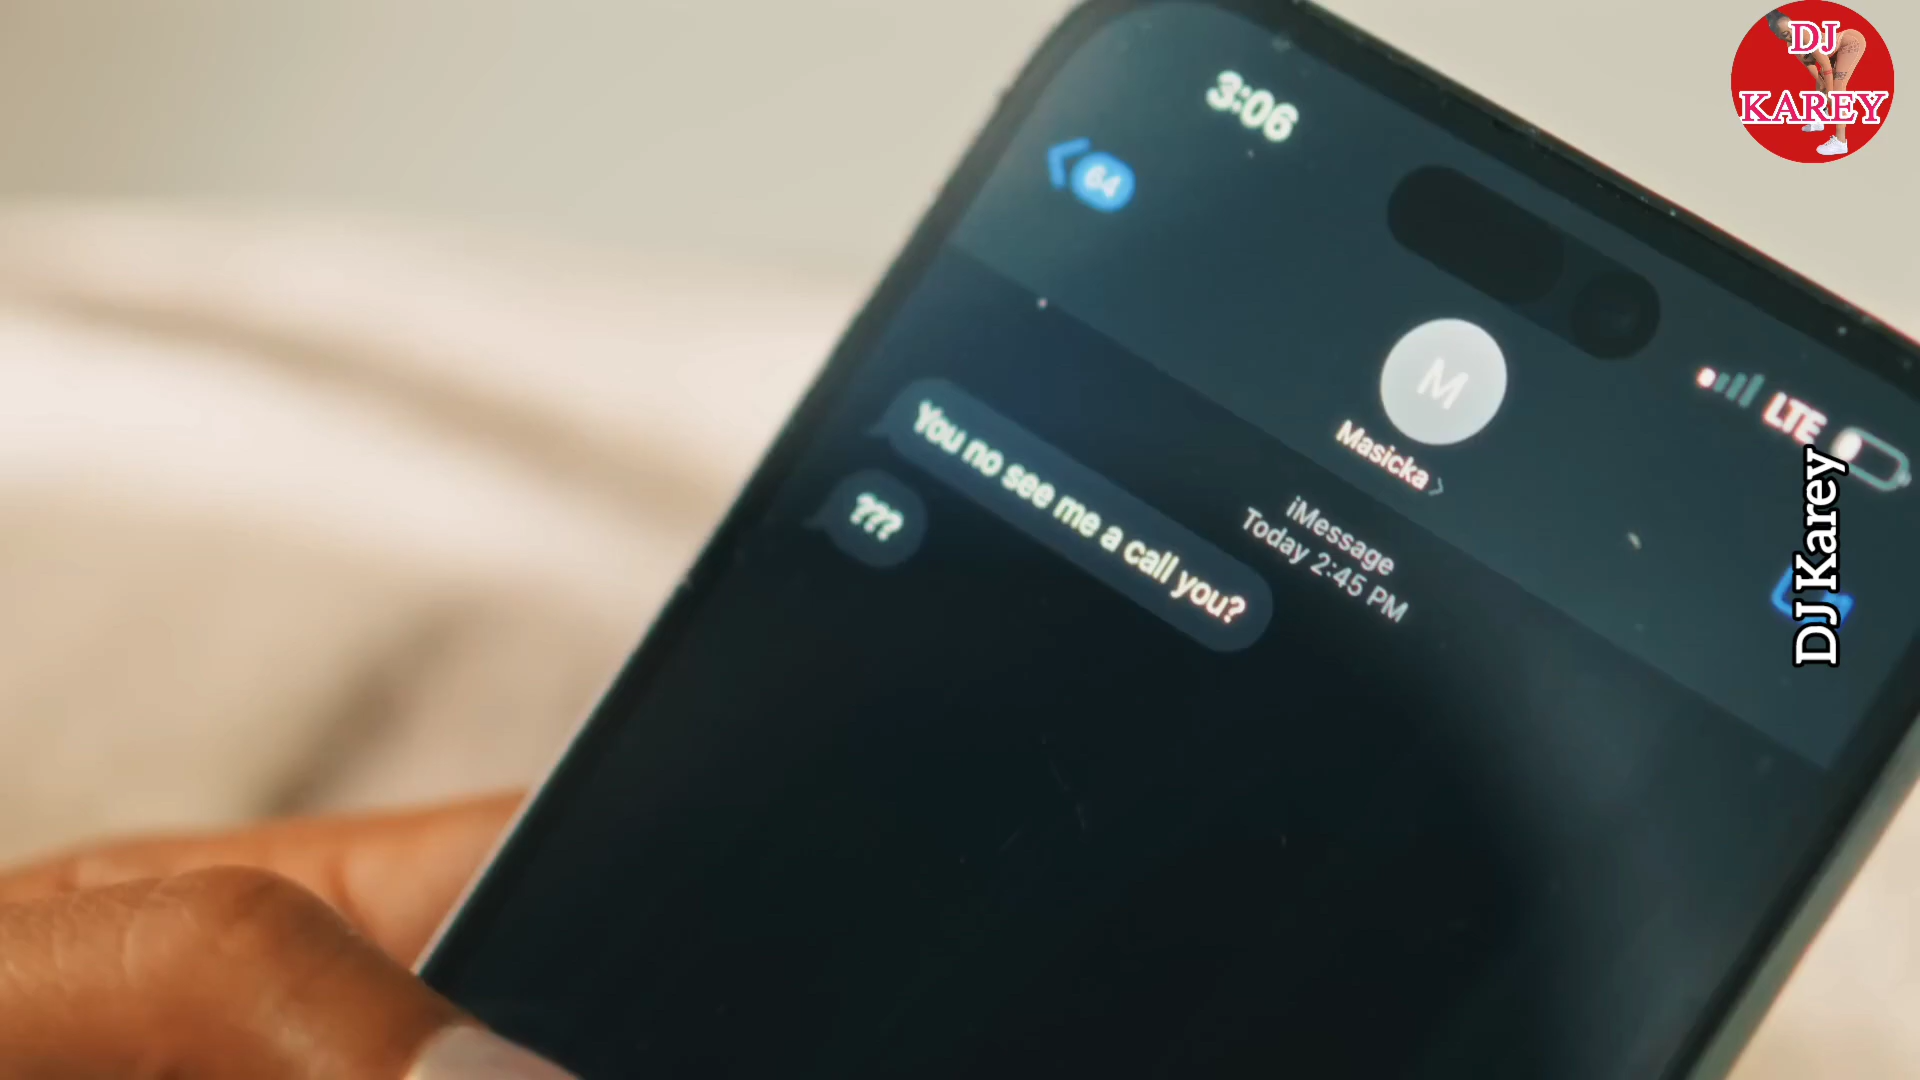 DJ
KAREY
3:06
64
M
Masicka
LTE
iMessage
Today 2:45 PM
You no see me a call you?
???
DJ Karey